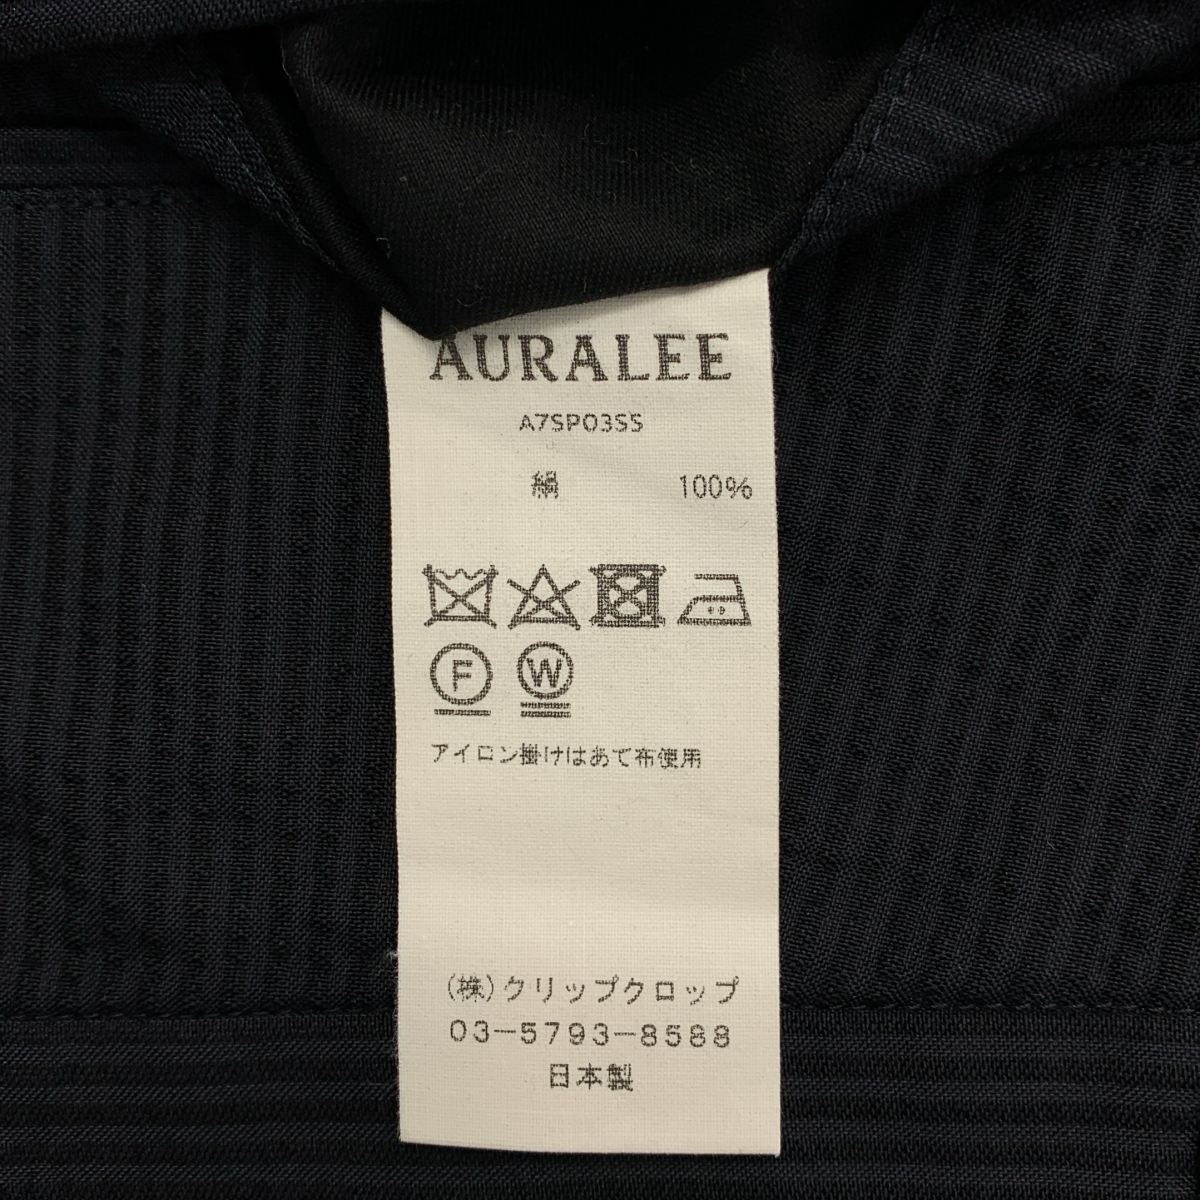 AURALEE
A7SP03SS
絹 100%
F W
アイロン掛けはあて布使用
(株)クリップクロップ
03-5793-8588
日本製